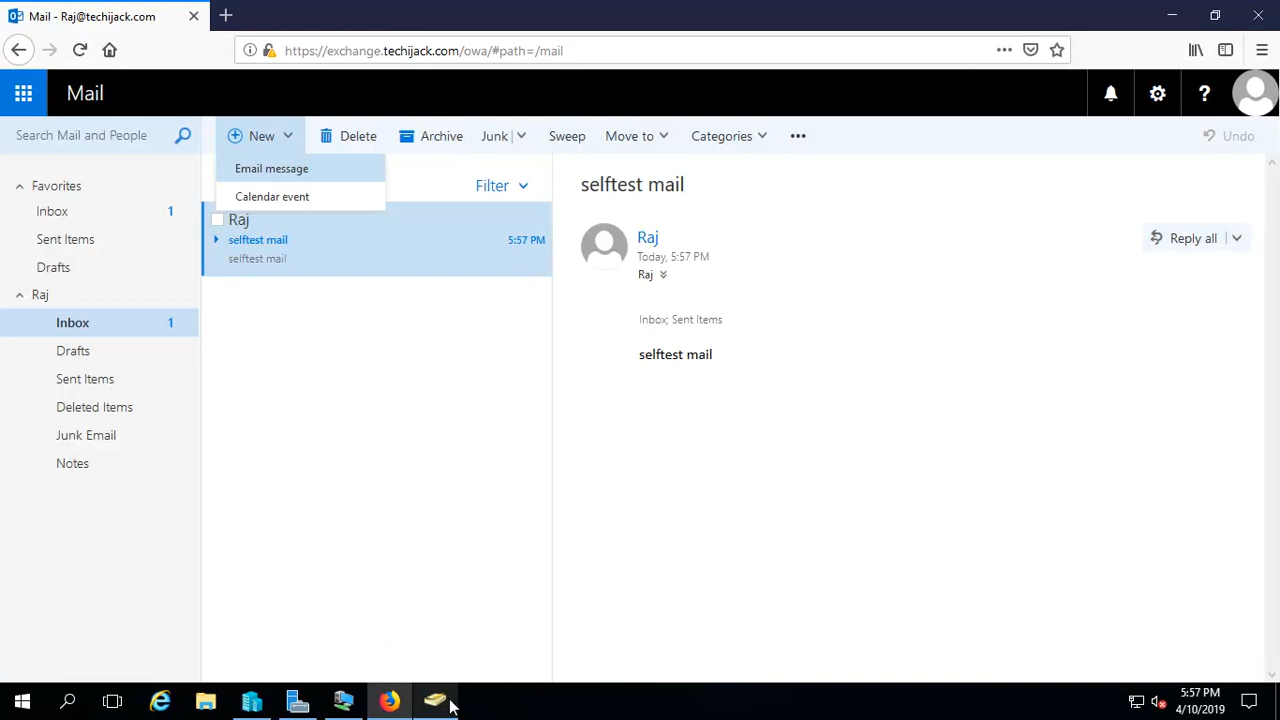 Mail - Raj@techijack.com
https://exchange.techijack.com/owa/#path=/mail
Mail
Search Mail and People
New
Delete
Archive
Junk
Sweep
Move to
Categories
Undo
Email message
Calendar event
Favorites
Inbox 1
Sent Items
Drafts
Raj
Inbox 1
Drafts
Sent Items
Deleted Items
Junk Email
Notes
Filter
Raj
selftest mail 5:57 PM
selftest mail
selftest mail
Raj
Today, 5:57 PM
Raj
Reply all
Inbox; Sent Items
selftest mail
5:57 PM
4/10/2019